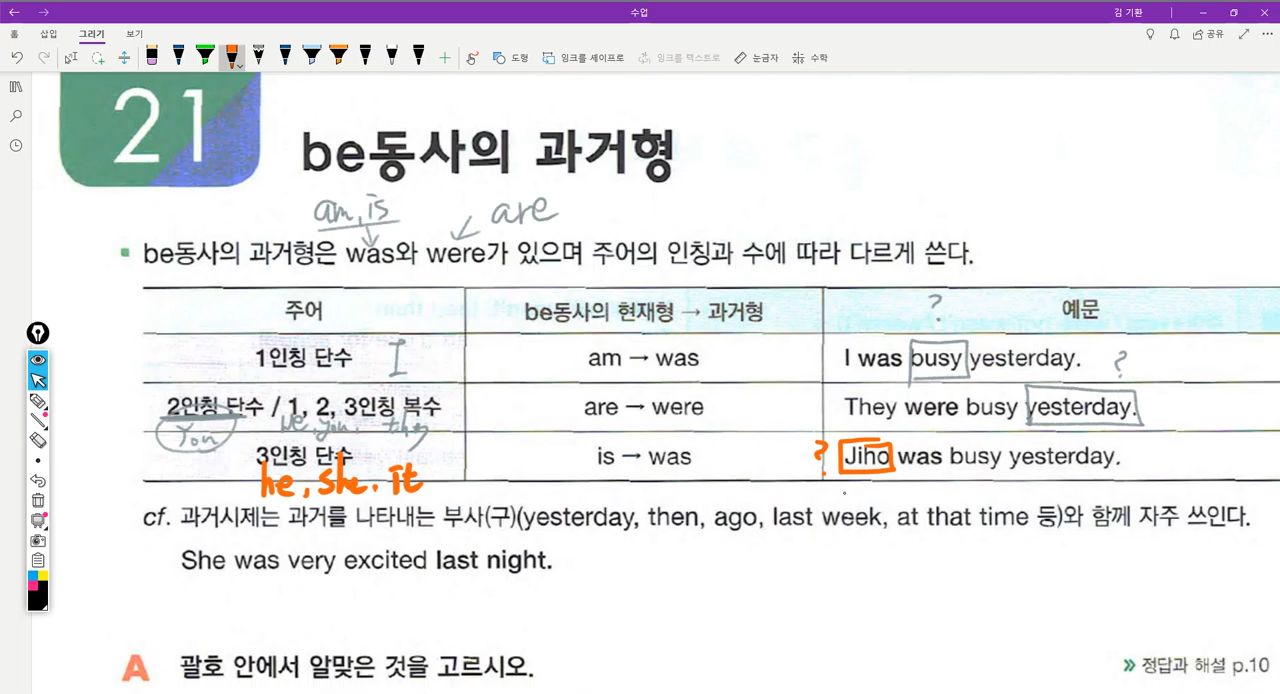 수업
김 기환
홈 삽입 그리기 보기
공유
도형 잉크를 셰이프로 잉크를 텍스트로 눈금자 수학
21
be동사의 과거형
am, is are
be동사의 과거형은 was와 were가 있으며 주어의 인칭과 수에 따라 다르게 쓴다.
?
주어 be동사의 현재형 → 과거형 예문
1인칭 단수 I am → was I was busy yesterday. ?
2인칭 단수 / 1, 2, 3인칭 복수 are → were They were busy yesterday.
you we, you. they
3인칭 단수 is → was ? Jiho was busy yesterday.
he, she. it
cf. 과거시제는 과거를 나타내는 부사(구)(yesterday, then, ago, last week, at that time 등)와 함께 자주 쓰인다.
She was very excited last night.
A 괄호 안에서 알맞은 것을 고르시오.
» 정답과 해설 p.10